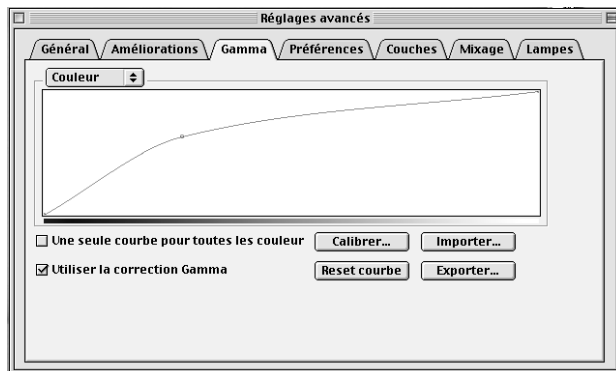 Réglages avancés
Général Améliorations Gamma Préférences Couches Mixage Lampes
Couleur
Une seule courbe pour toutes les couleur Calibrer... Importer...
Utiliser la correction Gamma Reset courbe Exporter...